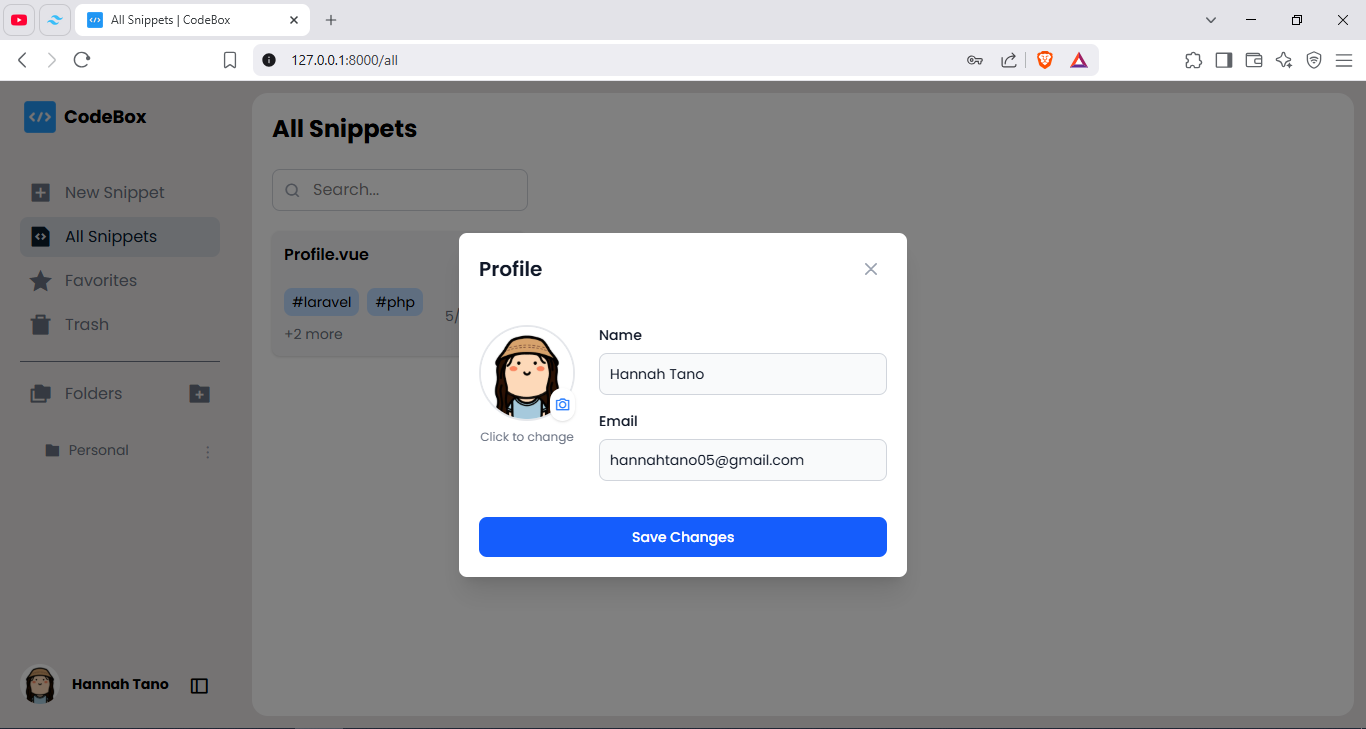 All Snippets | CodeBox
127.0.0.1:8000/all
CodeBox
New Snippet
All Snippets
Favorites
Trash
Folders
Personal
Hannah Tano
All Snippets
Search...
Profile.vue
#laravel #php
5/
+2 more
Profile
Click to change
Name
Hannah Tano
Email
hannahtano05@gmail.com
Save Changes